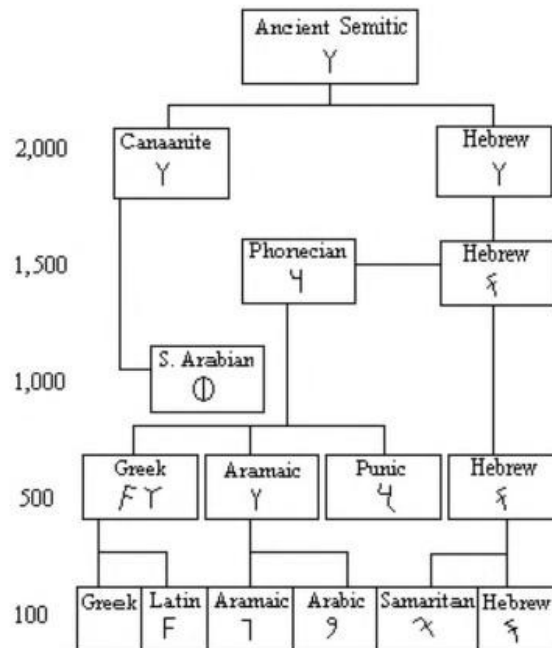 Ancient Semitic
Y
2,000
Canaanite
Y
Hebrew
Y
1,500
Phonecian
Hebrew
1,000
S. Arabian
500
Greek
Aramaic
Punic
Hebrew
100
Greek
Latin
F
Aramaic
Arabic
Samaritan
Hebrew